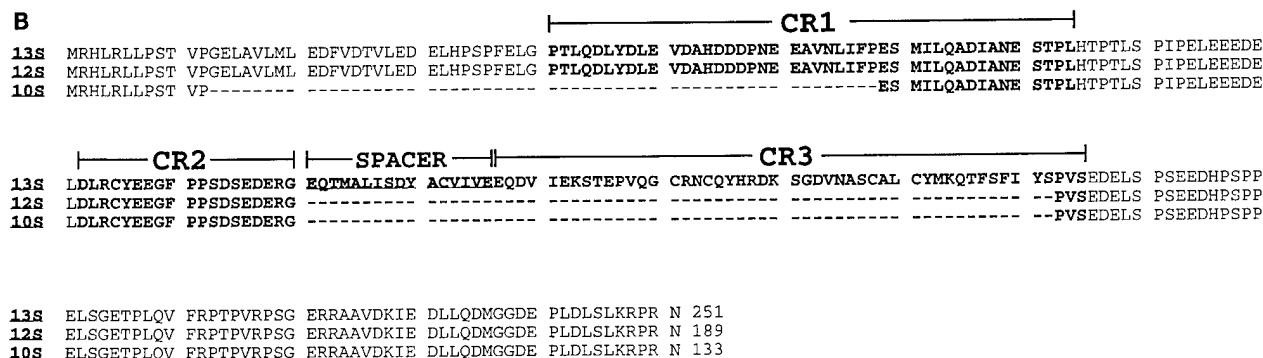 B
CR1
13S MRHLRLLPST VPGELAVLML EDFVDTVLED ELHPSPFELG PTLQDLYDLE VDAHDDDPNE EAVNLIFPES MILQADIANE STPLHTPTLS PIPELEEEDE
12S MRHLRLLPST VPGELAVLML EDFVDTVLED ELHPSPFELG PTLQDLYDLE VDAHDDDPNE EAVNLIFPES MILQADIANE STPLHTPTLS PIPELEEEDE
10S MRHLRLLPST VP-------- ---------- ---------- ---------- ---------- --------ES MILQADIANE STPLHTPTLS PIPELEEEDE
CR2 SPACER CR3
13S LDLRCYEEGF PPSDSEDERG EQTMALISDY ACVIVEEQDV IEKSTEPVQG CRNCQYHRDK SGDVNASCAL CYMKQTFSFI YSPVSEDELS PSEEDHPSPP
12S LDLRCYEEGF PPSDSEDERG ---------- ---------- ---------- ---------- ---------- ---------- --PVSEDELS PSEEDHPSPP
10S LDLRCYEEGF PPSDSEDERG ---------- ---------- ---------- ---------- ---------- ---------- --PVSEDELS PSEEDHPSPP
13S ELSGETPLQV FRPTPVRPSG ERRAAVDKIE DLLQDMGGDE PLDLSLKRPR N 251
12S ELSGETPLQV FRPTPVRPSG ERRAAVDKIE DLLQDMGGDE PLDLSLKRPR N 189
10S ELSGETPLQV FRPTPVRPSG ERRAAVDKIE DLLQDMGGDE PLDLSLKRPR N 133